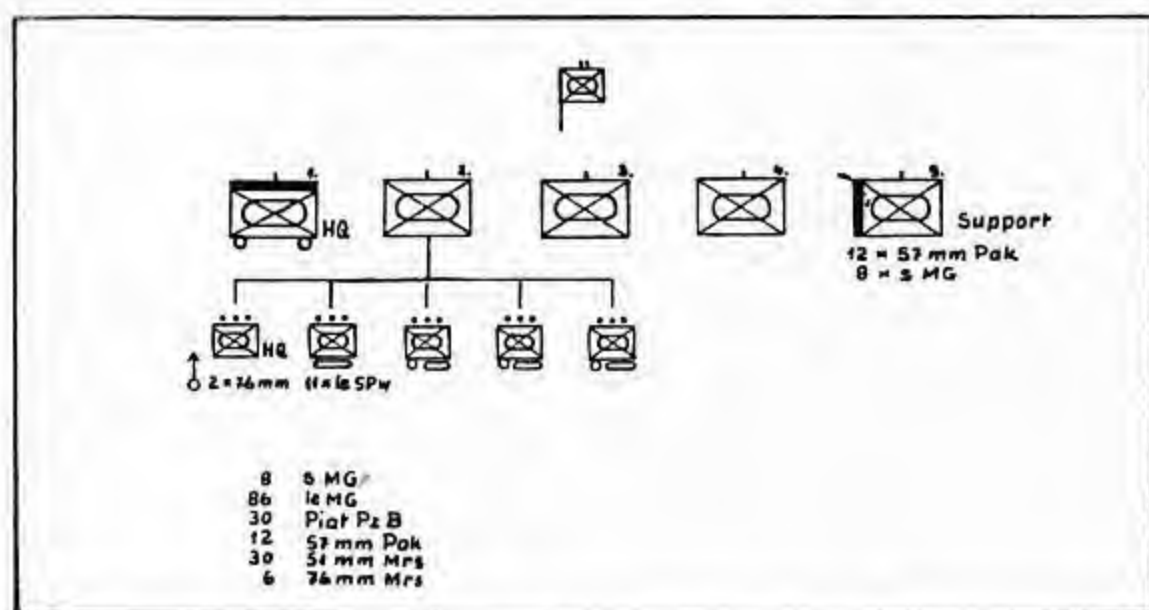 1.
2.
3.
4.
5.
HQ
Support
12 × 57 mm Pak
8 × s MG
HQ
2 × 76 mm
11 × le SPw
8 s MG
86 le MG
30 Piat Pz B
12 57 mm Pak
30 51 mm Mrs
6 76 mm Mrs